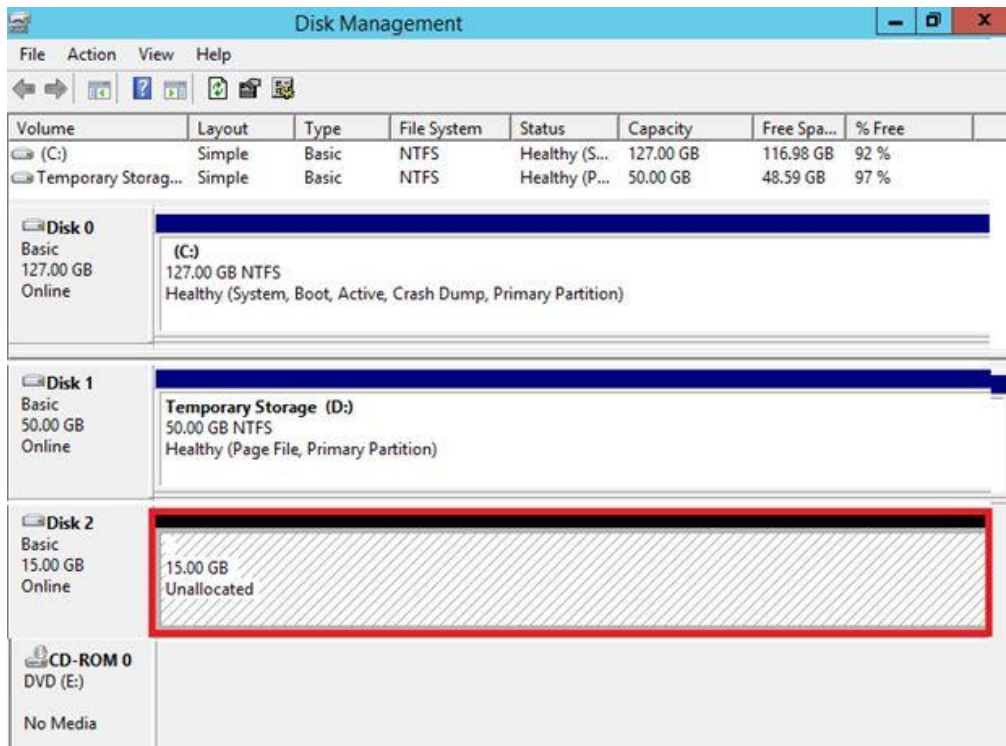 Disk Management
File Action View Help
Volume Layout Type File System Status Capacity Free Spa... % Free
(C:) Simple Basic NTFS Healthy (S... 127.00 GB 116.98 GB 92 %
Temporary Storag... Simple Basic NTFS Healthy (P... 50.00 GB 48.59 GB 97 %
Disk 0
Basic
127.00 GB
Online
(C:)
127.00 GB NTFS
Healthy (System, Boot, Active, Crash Dump, Primary Partition)
Disk 1
Basic
50.00 GB
Online
Temporary Storage (D:)
50.00 GB NTFS
Healthy (Page File, Primary Partition)
Disk 2
Basic
15.00 GB
Online
15.00 GB
Unallocated
CD-ROM 0
DVD (E:)
No Media